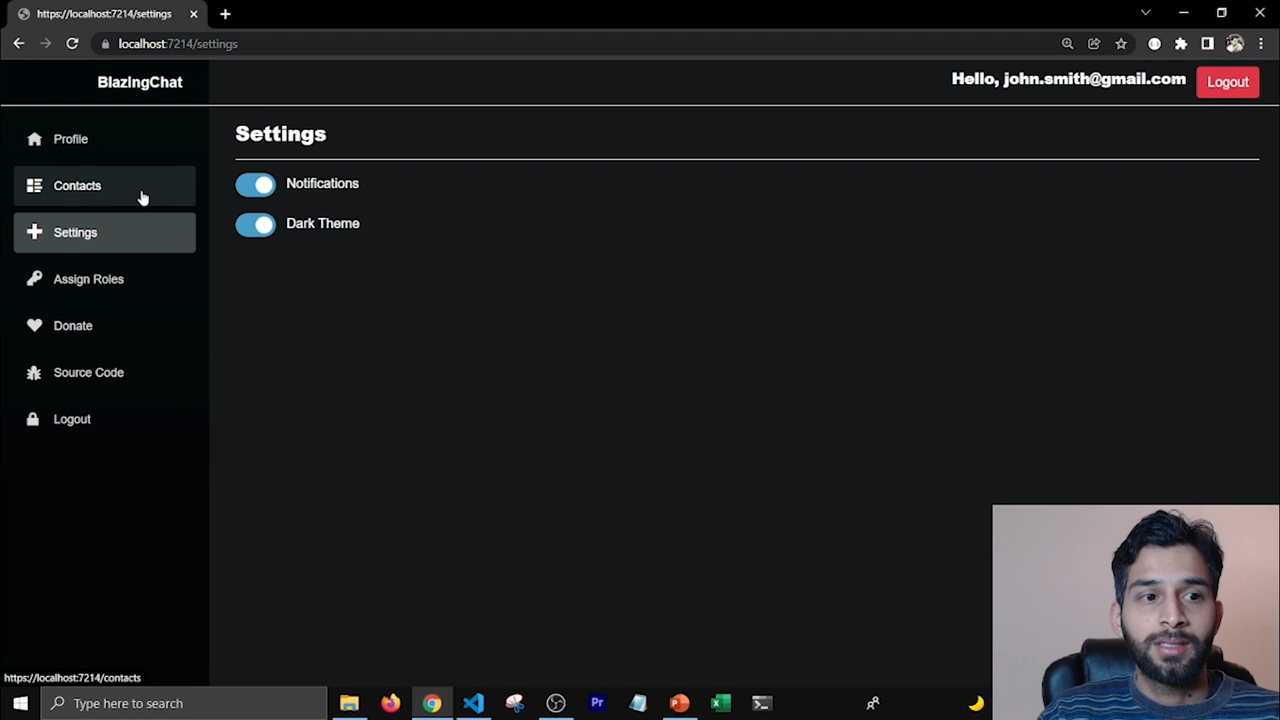 https://localhost:7214/settings
localhost:7214/settings
BlazingChat
Hello, john.smith@gmail.com
Logout
Profile
Contacts
Settings
Assign Roles
Donate
Source Code
Logout
Settings
Notifications
Dark Theme
https://localhost:7214/contacts
Type here to search
Pr